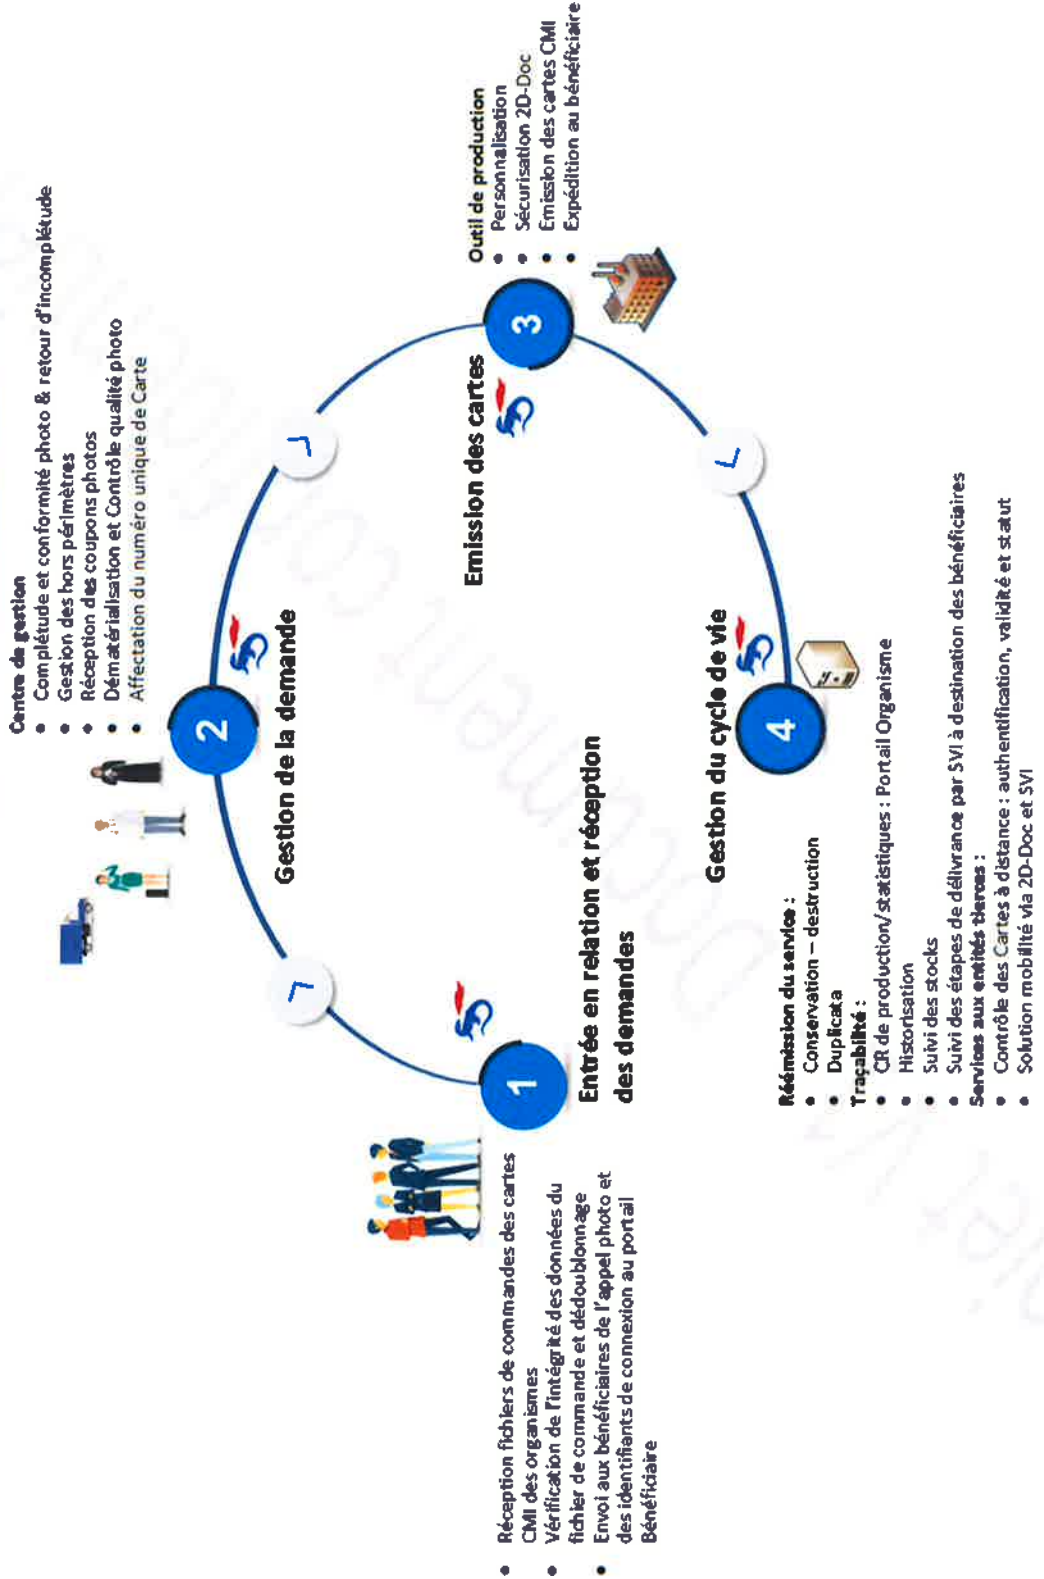 Centre de gestion
• Complétude et conformité photo & retour d'incomplétude
• Gestion des hors périmètres
• Réception des coupons photos
• Dématérialisation et Contrôle qualité photo
• Affectation du numéro unique de Carte
2
Gestion de la demande
1
Entrée en relation et réception
des demandes
• Réception fichiers de commandes des cartes
CMI des organismes
• Vérification de l'intégrité des données du
fichier de commande et dédoublonnage
• Envoi aux bénéficiaires de l'appel photo et
des identifiants de connexion au portail
Bénéficiaire
Outil de production
• Personnalisation
• Sécurisation 2D-Doc
• Emission des cartes CMI
• Expédition au bénéficiaire
3
Emission des cartes
Gestion du cycle de vie
4
Réémission du service :
• Conservation – destruction
• Duplicata
Traçabilité :
• CR de production/statistiques : Portail Organisme
• Historisation
• Suivi des stocks
• Suivi des étapes de délivrance par SVI à destination des bénéficiaires
Services aux entités tierces :
• Contrôle des Cartes à distance : authentification, validité et statut
• Solution mobilité via 2D-Doc et SVI
Document